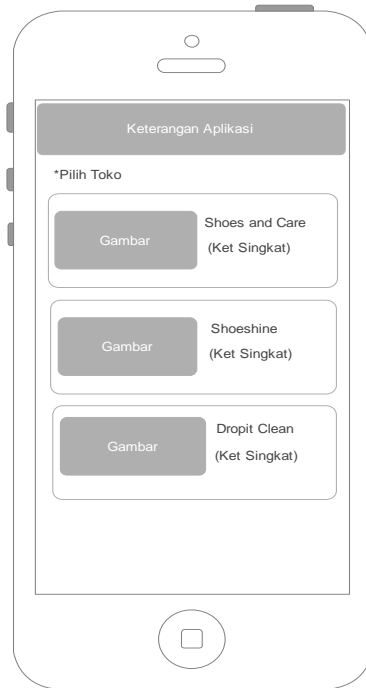 Keterangan Aplikasi
*Pilih Toko
Gambar
Shoes and Care
(Ket Singkat)
Gambar
Shoeshine
(Ket Singkat)
Gambar
Dropit Clean
(Ket Singkat)